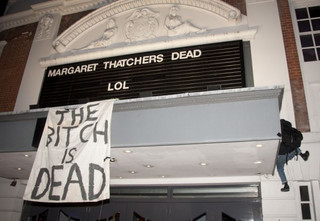 MARGARET THATCHERS DEAD
LOL
THE
BITCH
IS
DEAD